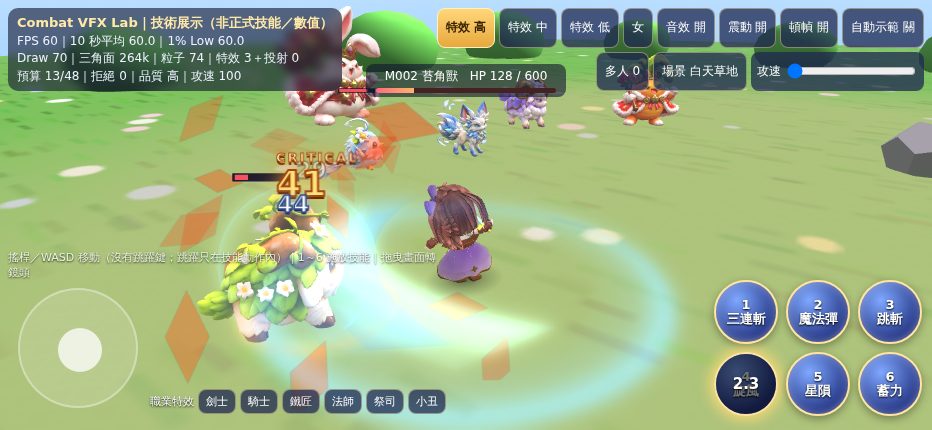 Combat VFX Lab｜技術展示（非正式技能／數值）
FPS 60｜10 秒平均 60.0｜1% Low 60.0
Draw 70｜三角面 264k｜粒子 74｜特效 3＋投射 0
預算 13/48｜拒絕 0｜品質 高｜攻速 100
特效 高
特效 中
特效 低
女
音效 開
震動 開
頓幀 開
自動示範 關
多人 0
場景 白天草地
攻速
M002 苔角獸 HP 128 / 600
CRITICAL
41
44
搖桿／WASD 移動（沒有跳躍鍵；跳躍只在技能動作內）｜1～6 施放技能｜拖曳畫面轉
鏡頭
1
三連斬
2
魔法彈
3
跳斬
2.3
旋風
5
星隕
6
蓄力
職業特效
劍士
騎士
鐵匠
法師
祭司
小丑